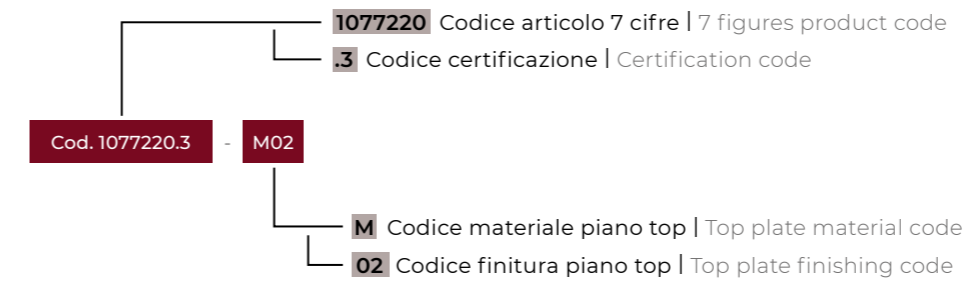 1077220 Codice articolo 7 cifre | 7 figures product code
.3 Codice certificazione | Certification code
Cod. 1077220.3 - M02
M Codice materiale piano top | Top plate material code
02 Codice finitura piano top | Top plate finishing code